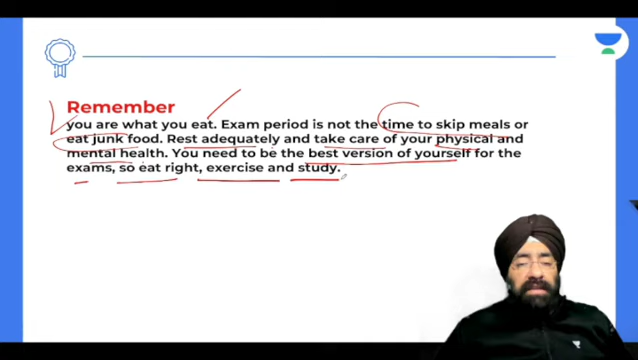 Remember
you are what you eat. Exam period is not the time to skip meals or
eat junk food. Rest adequately and take care of your physical and
mental health. You need to be the best version of yourself for the
exams, so eat right, exercise and study.